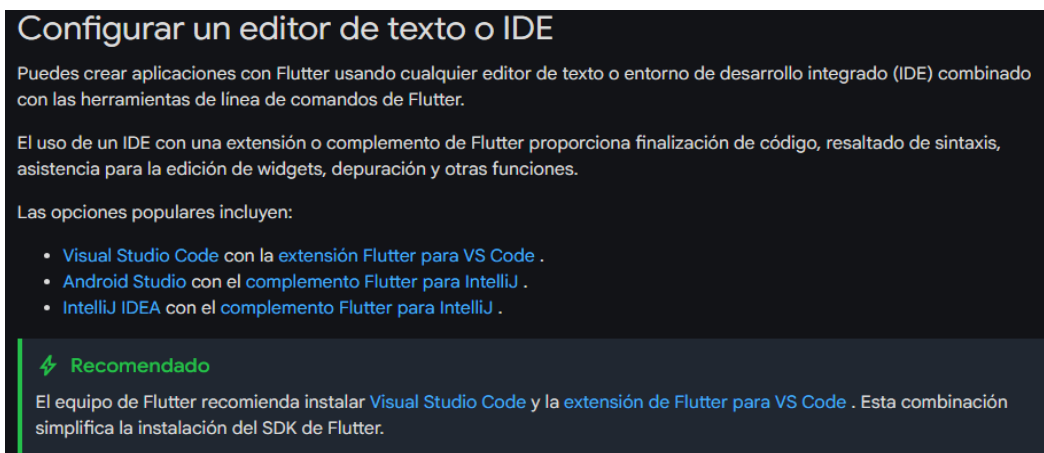 Configurar un editor de texto o IDE
Puedes crear aplicaciones con Flutter usando cualquier editor de texto o entorno de desarrollo integrado (IDE) combinado
con las herramientas de línea de comandos de Flutter.
El uso de un IDE con una extensión o complemento de Flutter proporciona finalización de código, resaltado de sintaxis,
asistencia para la edición de widgets, depuración y otras funciones.
Las opciones populares incluyen:
• Visual Studio Code con la extensión Flutter para VS Code .
• Android Studio con el complemento Flutter para IntelliJ .
• IntelliJ IDEA con el complemento Flutter para IntelliJ .
Recomendado
El equipo de Flutter recomienda instalar Visual Studio Code y la extensión de Flutter para VS Code . Esta combinación
simplifica la instalación del SDK de Flutter.